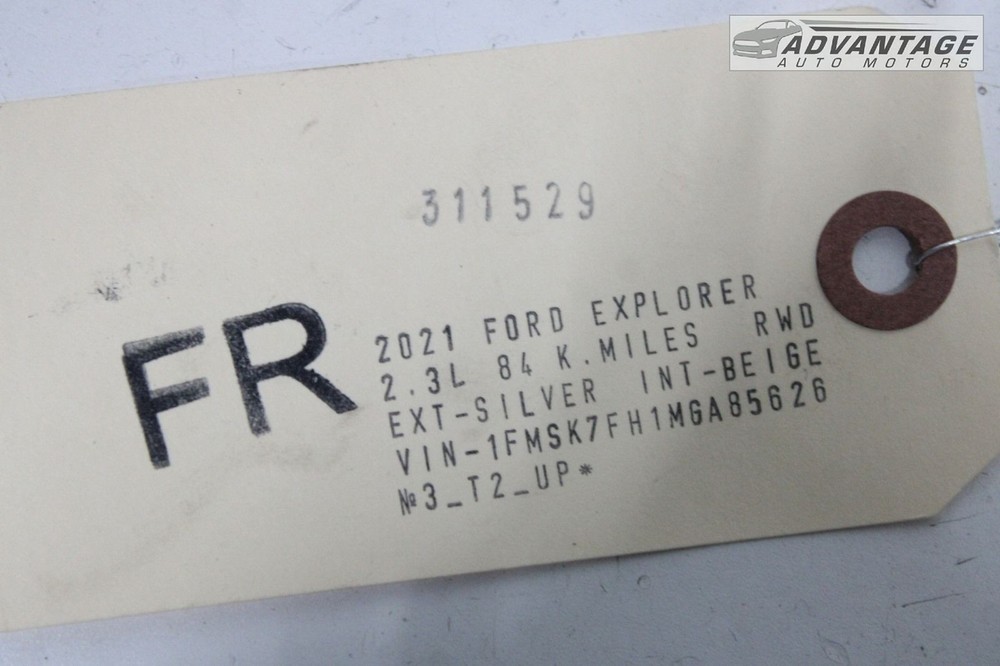 ADVANTAGE
AUTO MOTORS
311529
FR
2021 FORD EXPLORER
2.3L 84 K.MILES RWD
EXT-SILVER INT-BEIGE
VIN-1FMSK7FH1MGA85626
№3_T2_UP*